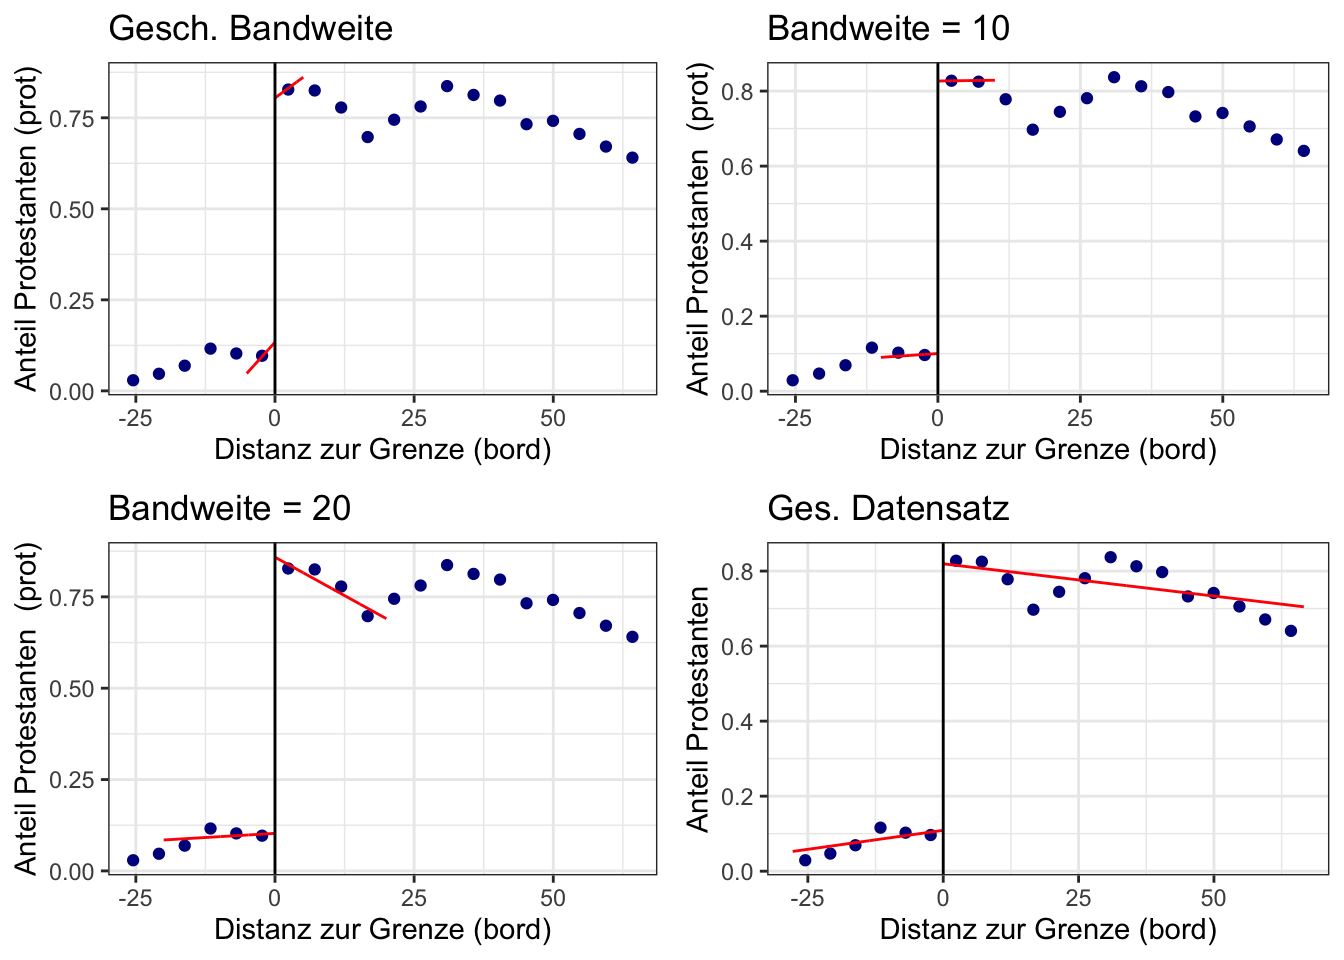 Gesch. Bandweite
Anteil Protestanten (prot)
0.75
0.50
0.25
0.00
-25 0 25 50
Distanz zur Grenze (bord)
Bandweite = 10
Anteil Protestanten  (prot)
0.8
0.6
0.4
0.2
0.0
-25 0 25 50
Distanz zur Grenze (bord)
Bandweite = 20
Anteil Protestanten  (prot)
0.75
0.50
0.25
0.00
-25 0 25 50
Distanz zur Grenze (bord)
Ges. Datensatz
Anteil Protestanten
0.8
0.6
0.4
0.2
0.0
-25 0 25 50
Distanz zur Grenze (bord)